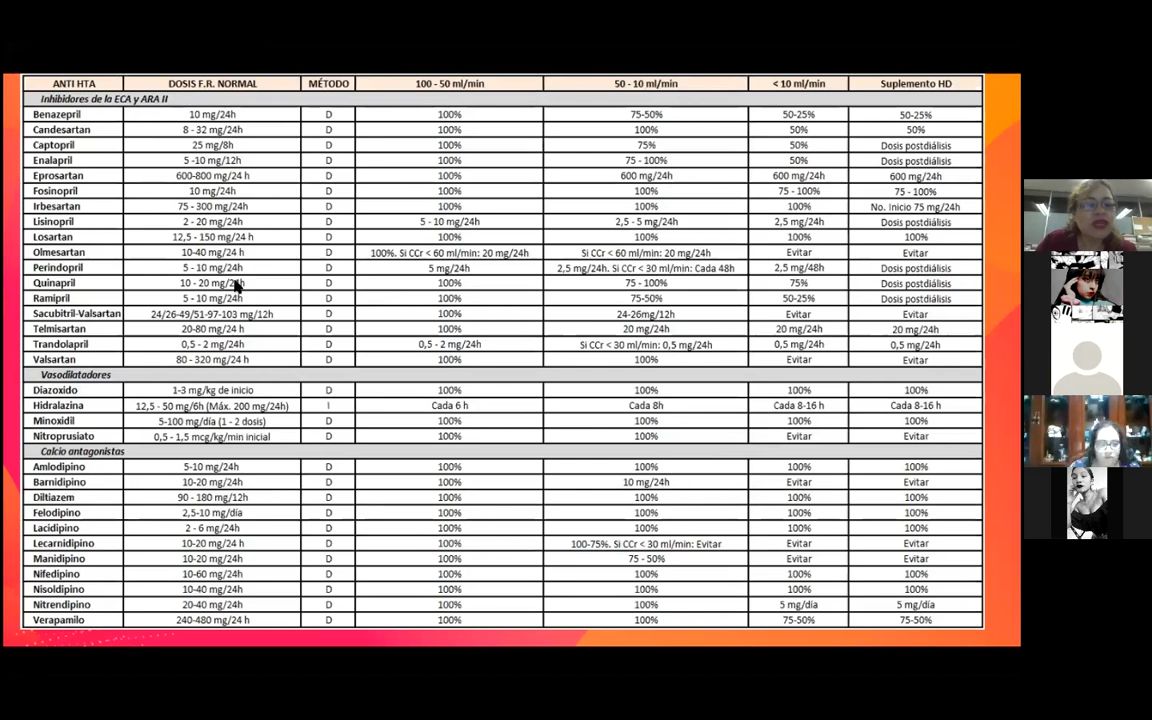 ANTI HTA DOSIS F.R. NORMAL MÉTODO 100 - 50 ml/min 50 - 10 ml/min < 10 ml/min Suplemento HD
Inhibidores de la ECA y ARA II
Benazepril 10 mg/24h D 100% 75-50% 50-25% 50-25%
Candesartan 8 - 32 mg/24h D 100% 100% 50% 50%
Captopril 25 mg/8h D 100% 75% 50% Dosis postdiálisis
Enalapril 5 -10 mg/12h D 100% 75 - 100% 50% Dosis postdiálisis
Eprosartan 600-800 mg/24 h D 100% 600 mg/24h 600 mg/24h 600 mg/24h
Fosinopril 10 mg/24h D 100% 100% 75 - 100% 75 - 100%
Irbesartan 75 - 300 mg/24h D 100% 100% 100% No. Inicio 75 mg/24h
Lisinopril 2 - 20 mg/24h D 5 - 10 mg/24h 2,5 - 5 mg/24h 2,5 mg/24h Dosis postdiálisis
Losartan 12,5 - 150 mg/24 h D 100% 100% 100% 100%
Olmesartan 10-40 mg/24 h D 100%. Si CCr < 60 ml/min: 20 mg/24h Si CCr < 60 ml/min: 20 mg/24h Evitar Evitar
Perindopril 5 - 10 mg/24h D 5 mg/24h 2,5 mg/24h. Si CCr < 30 ml/min: Cada 48h 2,5 mg/48h Dosis postdiálisis
Quinapril 10 - 20 mg/24h D 100% 75 - 100% 75% Dosis postdiálisis
Ramipril 5 - 10 mg/24h D 100% 75-50% 50-25% Dosis postdiálisis
Sacubitril-Valsartan 24/26-49/51-97-103 mg/12h D 100% 24-26mg/12h Evitar Evitar
Telmisartan 20-80 mg/24 h D 100% 20 mg/24h 20 mg/24h 20 mg/24h
Trandolapril 0,5 - 2 mg/24h D 0,5 - 2 mg/24h Si CCr < 30 ml/min: 0,5 mg/24h 0,5 mg/24h 0,5 mg/24h
Valsartan 80 - 320 mg/24 h D 100% 100% Evitar Evitar
Vasodilatadores
Diazoxido 1-3 mg/kg de inicio D 100% 100% 100% 100%
Hidralazina 12,5 - 50 mg/6h (Máx. 200 mg/24h) I Cada 6 h Cada 8h Cada 8-16 h Cada 8-16 h
Minoxidil 5-100 mg/día (1 - 2 dosis) D 100% 100% 100% 100%
Nitroprusiato 0,5 - 1,5 mcg/kg/min inicial D 100% 100% Evitar Evitar
Calcio antagonistas
Amlodipino 5-10 mg/24h D 100% 100% 100% 100%
Barnidipino 10-20 mg/24h D 100% 10 mg/24h Evitar Evitar
Diltiazem 90 - 180 mg/12h D 100% 100% 100% 100%
Felodipino 2,5-10 mg/día D 100% 100% 100% 100%
Lacidipino 2 - 6 mg/24h D 100% 100% 100% 100%
Lecarnidipino 10-20 mg/24 h D 100% 100-75%. Si CCr < 30 ml/min: Evitar Evitar Evitar
Manidipino 10-20 mg/24h D 100% 75 - 50% Evitar Evitar
Nifedipino 10-60 mg/24h D 100% 100% 100% 100%
Nisoldipino 10-40 mg/24h D 100% 100% 100% 100%
Nitrendipino 20-40 mg/24h D 100% 100% 5 mg/día 5 mg/día
Verapamilo 240-480 mg/24 h D 100% 100% 75-50% 75-50%